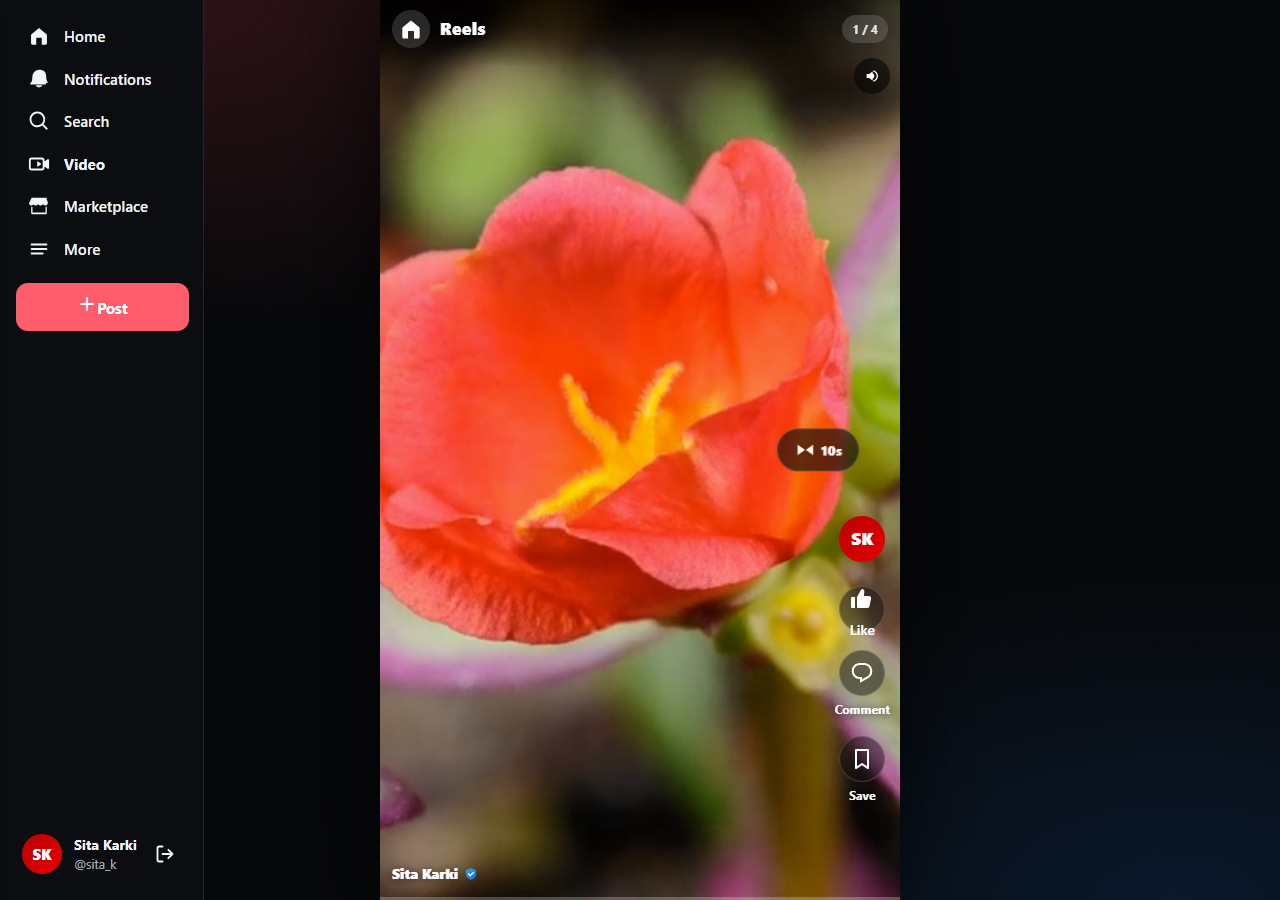 Home
Notifications
Search
Video
Marketplace
More
Post
Sita Karki
@sita_k
SK
Reels
1 / 4
10s
SK
Like
Comment
Save
Sita Karki